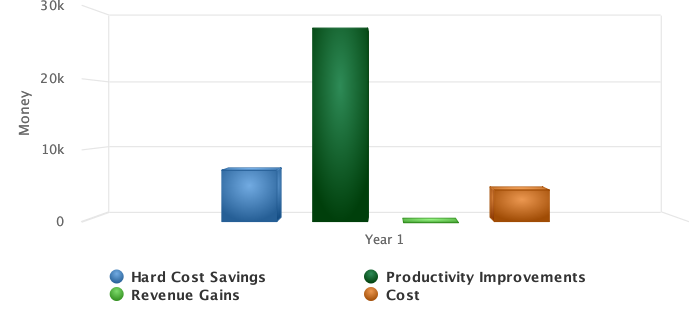 30k
20k
Money
10k
0
Year 1
Hard Cost Savings
Productivity Improvements
Revenue Gains
Cost